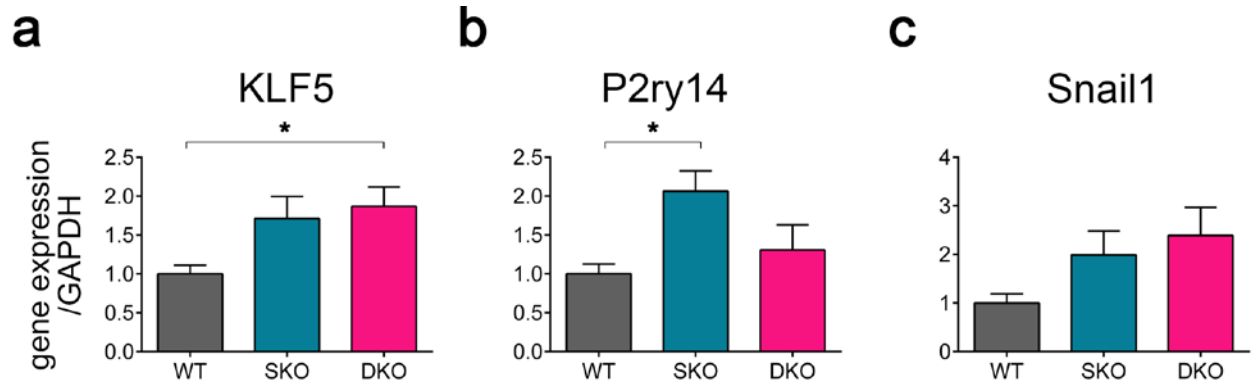 a
KLF5
*
gene expression
/GAPDH
2.5
2.0
1.5
1.0
0.5
0.0
WT SKO DKO
b
P2ry14
*
2.5
2.0
1.5
1.0
0.5
0.0
WT SKO DKO
c
Snail1
4
3
2
1
0
WT SKO DKO